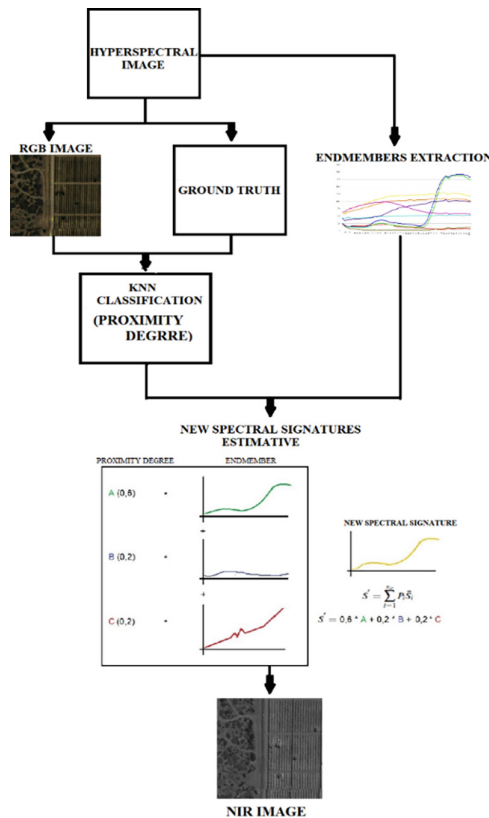 HYPERSPECTRAL
IMAGE
RGB IMAGE
GROUND TRUTH
ENDMEMBERS EXTRACTION
KNN
CLASSIFICATION
(PROXIMITY
DEGRRE)
NEW SPECTRAL SIGNATURES
ESTIMATIVE
PROXIMITY DEGREE
ENDMEMBER
A (0,6) *
+
B (0,2) *
+
C (0,2) *
NEW SPECTRAL SIGNATURE
S' = 0,6 * A + 0,2 * B + 0,2 * C
NIR IMAGE